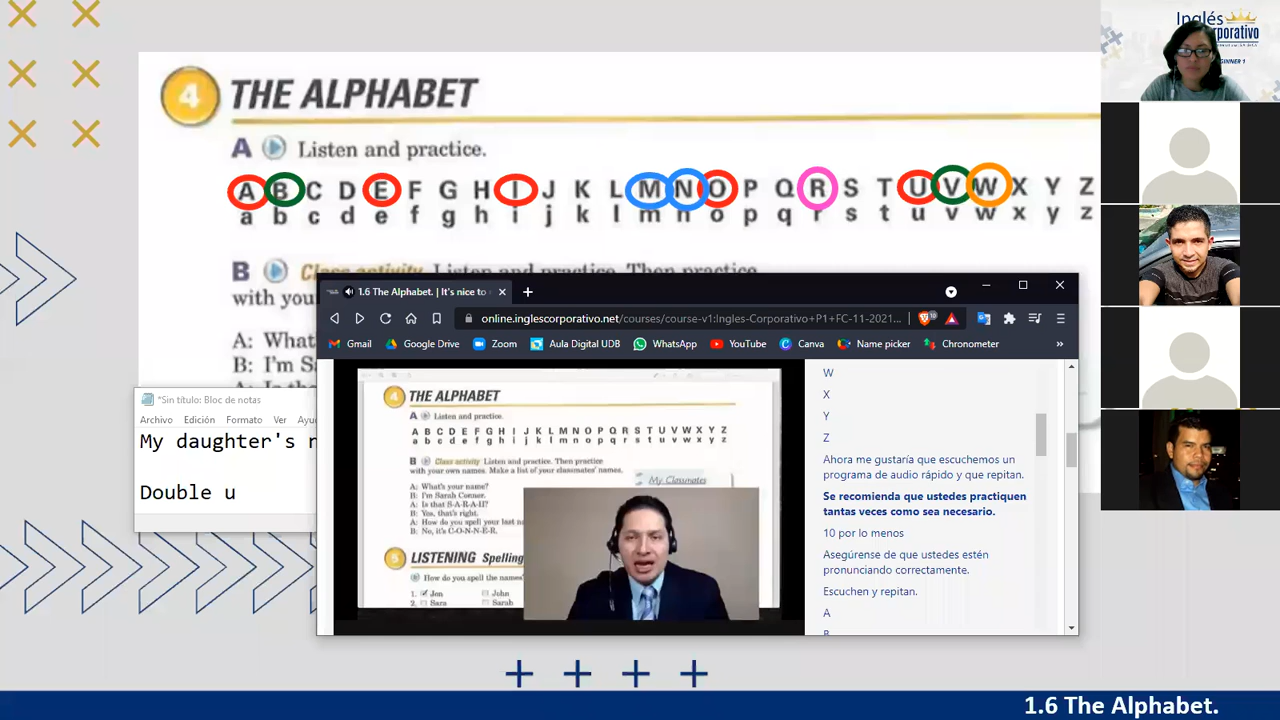 4 THE ALPHABET
A Listen and practice.
A B C D E F G H I J K L M N O P Q R S T U V W X Y Z
a b c d e f g h i j k l m n o p q r s t u v w x y z
B Class activity Listen and practice. Then practice
with you
A: What
B: I'm S
*Sin título: Bloc de notas
Archivo Edición Formato Ver Ayu
My daughter's n
Double u
1.6 The Alphabet. | It's nice to
online.inglescorporativo.net/courses/course-v1:Ingles-Corporativo+P1+FC-11-2021...
10
Gmail Google Drive Zoom Aula Digital UDB WhatsApp YouTube Canva Name picker Chronometer »
4 THE ALPHABET
A Listen and practice.
A B C D E F G H I J K L M N O P Q R S T U V W X Y Z
a b c d e f g h i j k l m n o p q r s t u v w x y z
B Class activity Listen and practice. Then practice
with your own names. Make a list of your classmates' names.
My Classmates
A: What's your name?
B: I'm Sarah Conner.
A: Is that S-A-R-A-H?
B: Yes, that's right.
A: How do you spell your last n
B: No, it's C-O-N-N-E-R.
5 LISTENING Spelling
How do you spell the names?
1. Jon John
2. Sara Sarah
W
X
Y
Z
Ahora me gustaría que escuchemos un
programa de audio rápido y que repitan.
Se recomienda que ustedes practiquen
tantas veces como sea necesario.
10 por lo menos
Asegúrense de que ustedes estén
pronunciando correctamente.
Escuchen y repitan.
A
B
Inglés
rporativo
GINNER 1
1.6 The Alphabet.